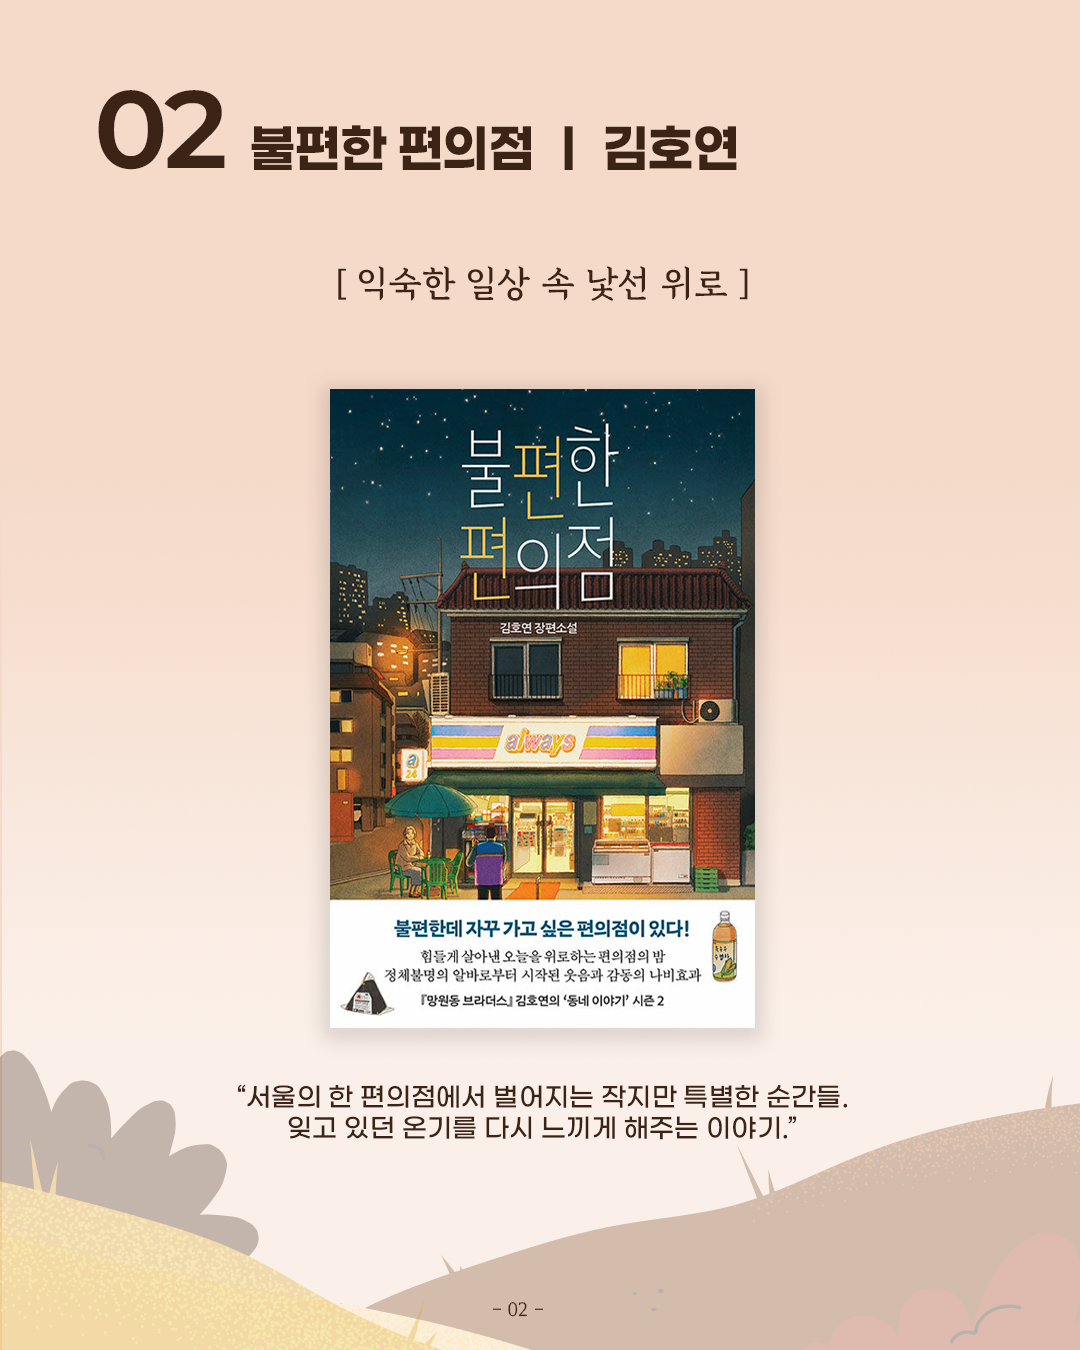 02 불편한 편의점 | 김호연
[ 익숙한 일상 속 낯선 위로 ]
불편한
편의점
김호연 장편소설
always
a
24
불편한데 자꾸 가고 싶은 편의점이 있다!
힘들게 살아낸 오늘을 위로하는 편의점의 밤
정체불명의 알바로부터 시작된 웃음과 감동의 나비효과
『망원동 브라더스』 김호연의 ‘동네 이야기’ 시즌 2
옥수수
수염차
“서울의 한 편의점에서 벌어지는 작지만 특별한 순간들.
잊고 있던 온기를 다시 느끼게 해주는 이야기.”
- 02 -